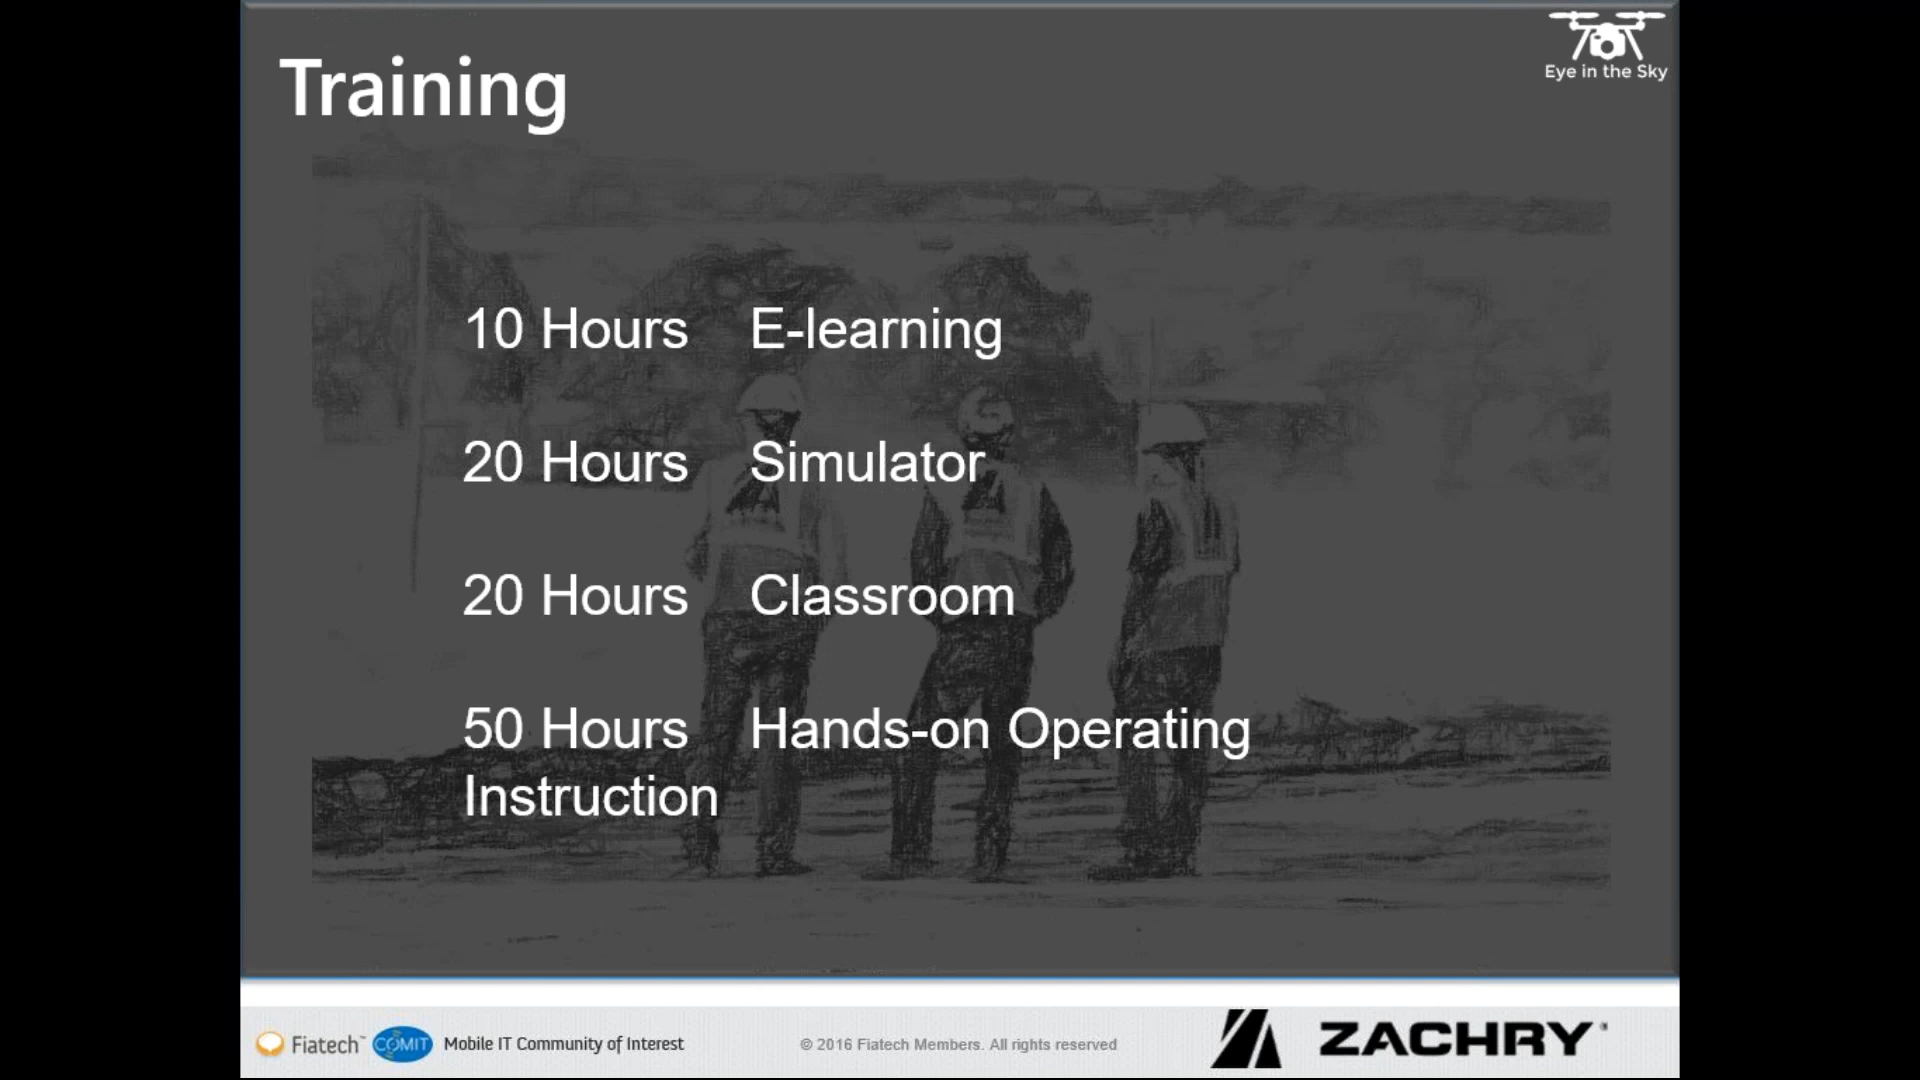 Eye in the Sky
Training
10 Hours E-learning
20 Hours Simulator
20 Hours Classroom
50 Hours Hands-on Operating
Instruction
Fiatech™ COMIT Mobile IT Community of Interest © 2016 Fiatech Members. All rights reserved ZACHRY